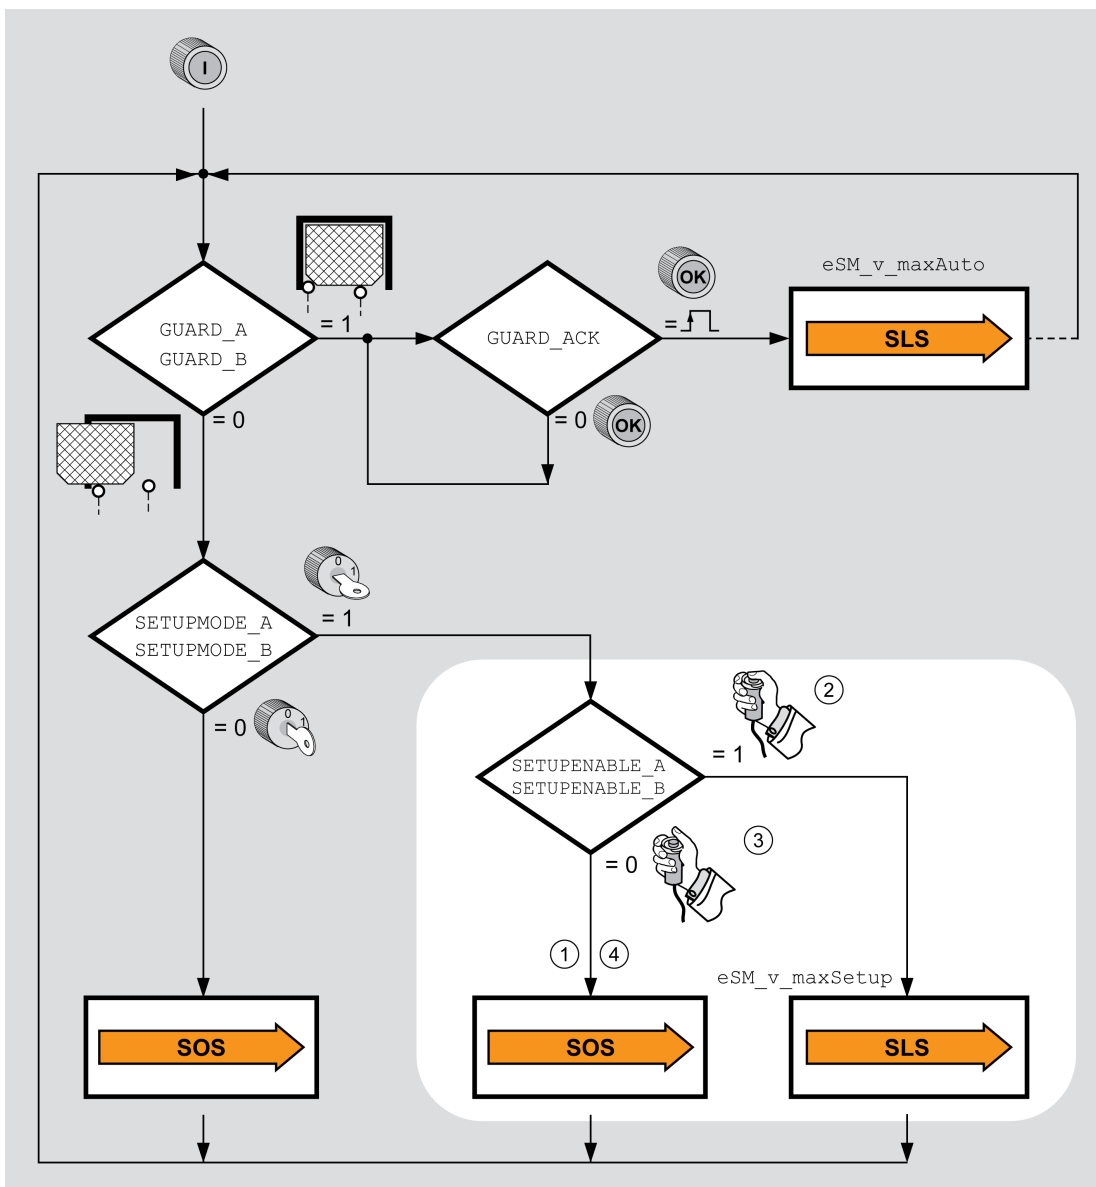 I
eSM_v_maxAuto
OK
= 1
=
GUARD_A
GUARD_B
GUARD_ACK
SLS
= 0
= 0
OK
0
1
= 1
SETUPMODE_A
SETUPMODE_B
2
= 0
0
1
= 1
SETUPENABLE_A
SETUPENABLE_B
3
= 0
1
4
eSM_v_maxSetup
SOS
SOS
SLS